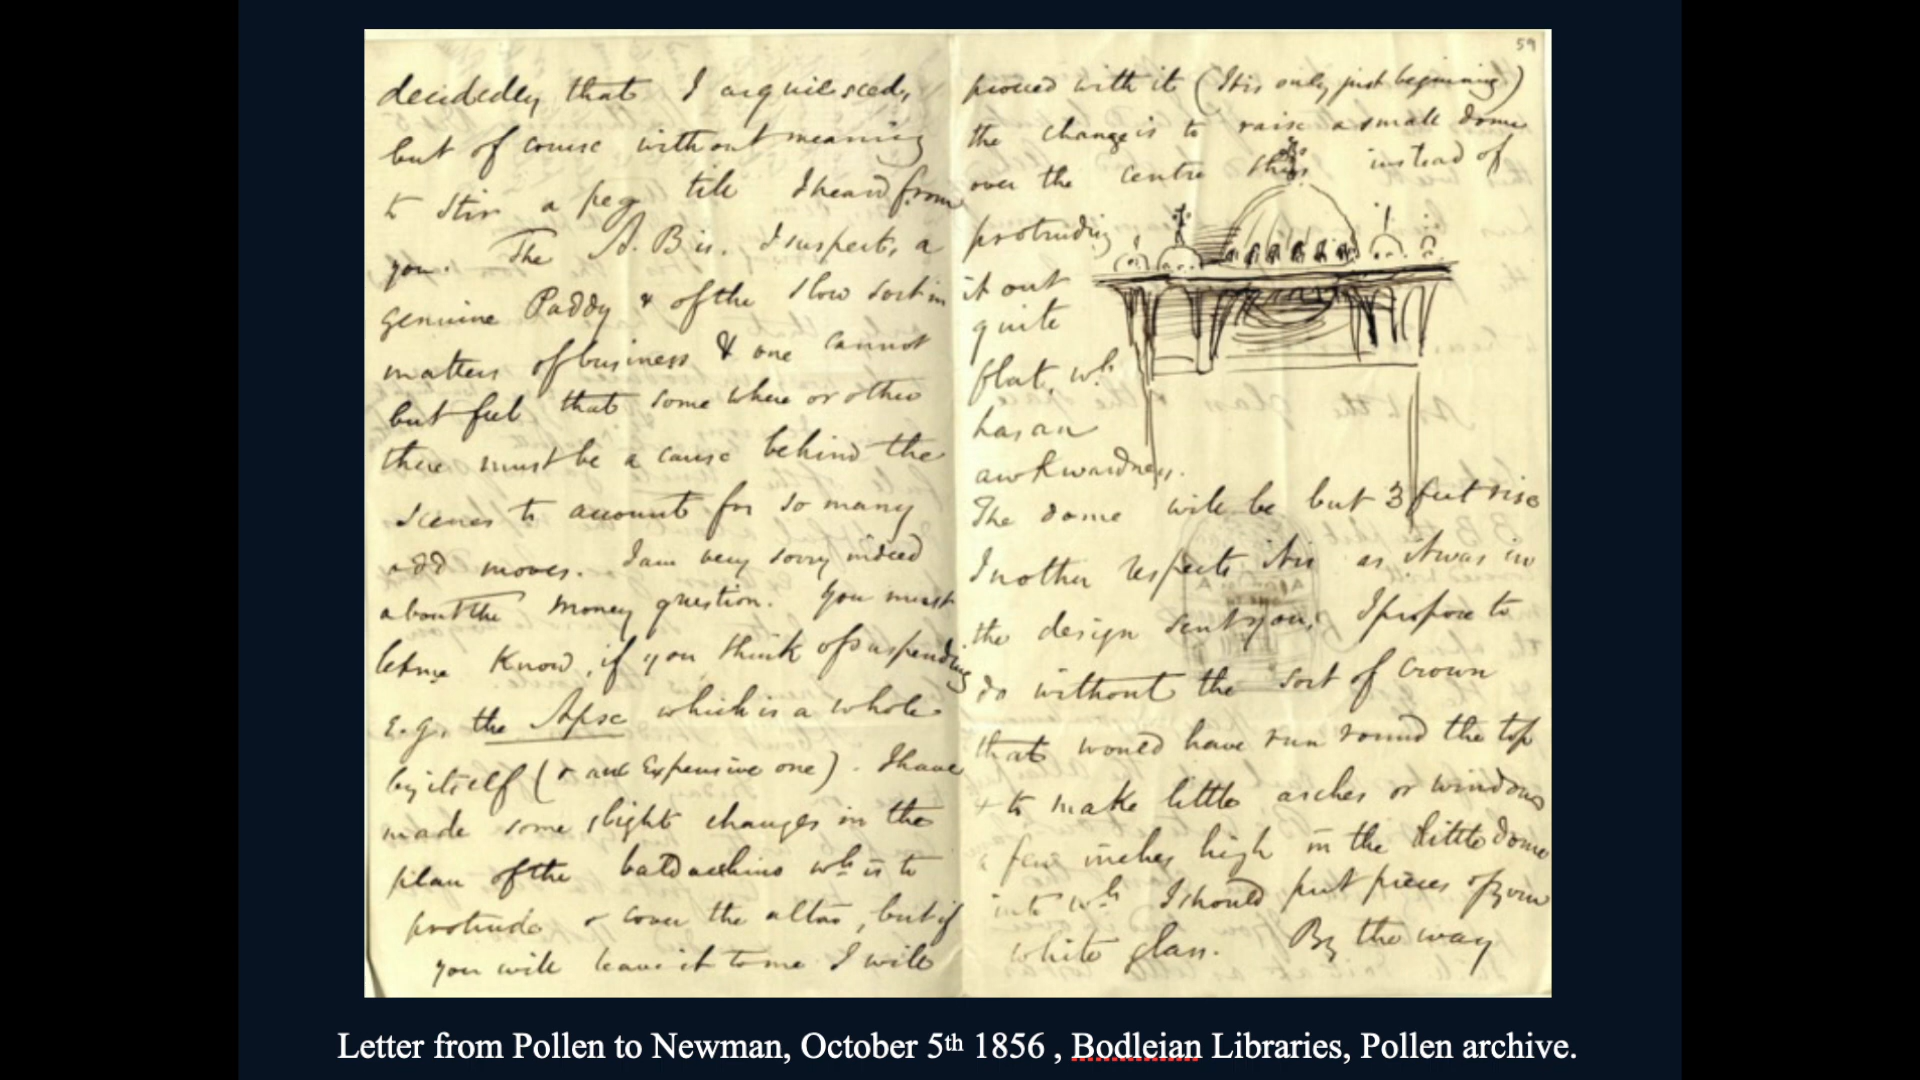 decidedly that I acquiesced,
but of course without meaning
to stir a peg till I heard from
you. The A. B is. I suspect, a
genuine Paddy & of the slow sort in
matters of business & one cannot
but feel that some where or other
there must be a cause behind the
scenes to account for so many
odd moves. I am very sorry indeed
about the money question. You must
let me know, if you think of suspending
e.g. the Apse which is a whole
by itself (& an Expensive one). I have
made some slight changes in the
plan of the baldacchino wh is to
protrude & cover the altar, but if
you will leave it to me I will
59
proceed with it (It is only just beginning)
the change is to raise a small dome
over the centre thus instead of
protruding
it out
quite
flat, wh
has an
awkwardness.
The dome will be but 3 feet rise
In other respects it is as it was in
the design sent you. I propose to
do without the sort of crown
that would have run round the top
& to make little arches or windows
a few inches high in the little dome
into wh I should put pieces of
white glass. By the way
Letter from Pollen to Newman, October 5th 1856 , Bodleian Libraries, Pollen archive.